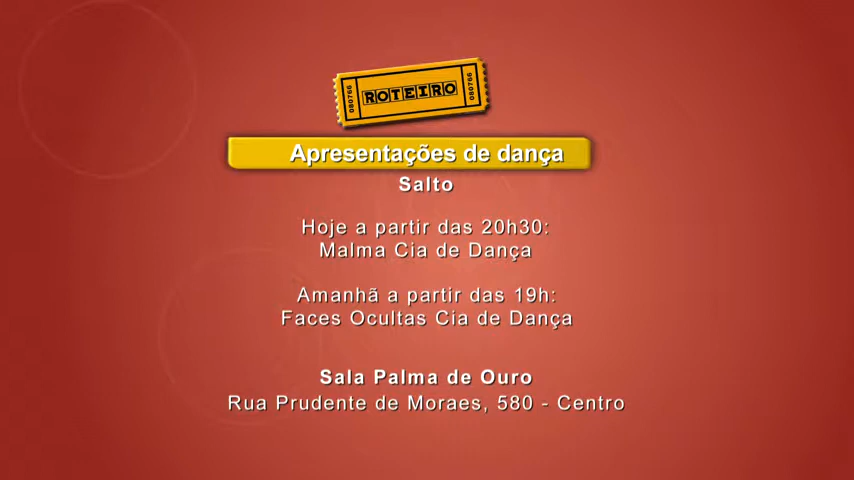 080766
ROTEIRO
080766
Apresentações de dança
Salto
Hoje a partir das 20h30:
Malma Cia de Dança
Amanhã a partir das 19h:
Faces Ocultas Cia de Dança
Sala Palma de Ouro
Rua Prudente de Moraes, 580 - Centro